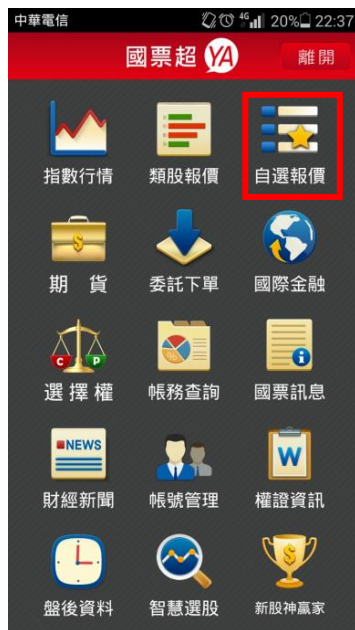 中華電信 4G 20% 22:37
國票超 YA 離開
指數行情 類股報價 自選報價
$
期 貨 委託下單 國際金融
C P % i
選擇權 帳務查詢 國票訊息
NEWS W
財經新聞 帳號管理 權證資訊
$
盤後資料 智慧選股 新股神贏家